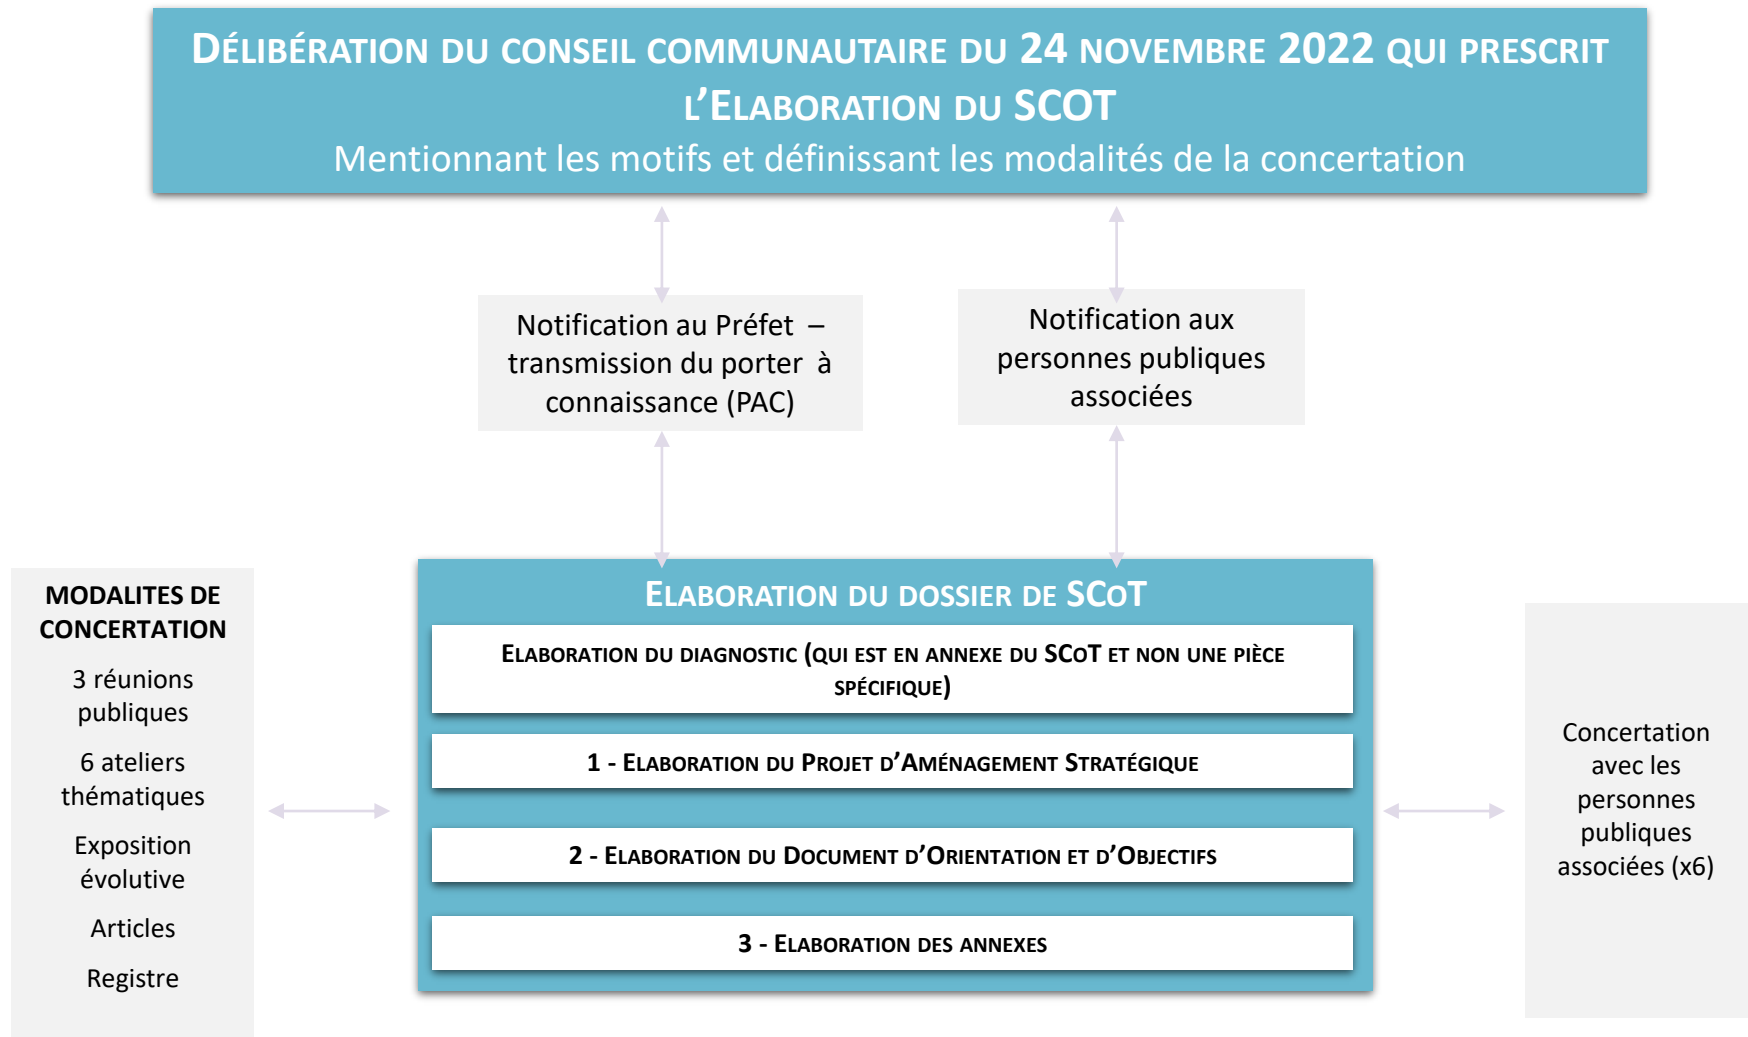 DÉLIBÉRATION DU CONSEIL COMMUNAUTAIRE DU 24 NOVEMBRE 2022 QUI PRESCRIT
L’ELABORATION DU SCOT
Mentionnant les motifs et définissant les modalités de la concertation
Notification au Préfet –
transmission du porter à
connaissance (PAC)
Notification aux
personnes publiques
associées
MODALITES DE
CONCERTATION
3 réunions
publiques
6 ateliers
thématiques
Exposition
évolutive
Articles
Registre
ELABORATION DU DOSSIER DE SCOT
ELABORATION DU DIAGNOSTIC (QUI EST EN ANNEXE DU SCOT ET NON UNE PIÈCE
SPÉCIFIQUE)
1 - ELABORATION DU PROJET D’AMÉNAGEMENT STRATÉGIQUE
2 - ELABORATION DU DOCUMENT D’ORIENTATION ET D’OBJECTIFS
3 - ELABORATION DES ANNEXES
Concertation
avec les
personnes
publiques
associées (x6)